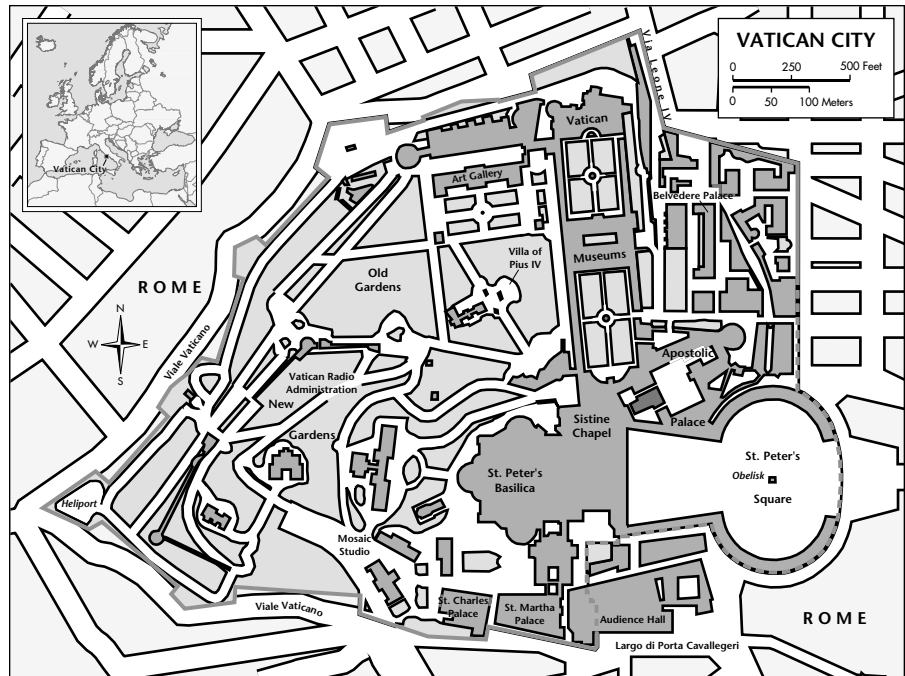 VATICAN CITY
0 250 500 Feet
0 50 100 Meters
Vatican City
Via Leone IV
Vatican
Art Gallery
Belvedere Palace
Museums
Villa of
Pius IV
Old
Gardens
ROME
N
W E
S
Viale Vaticano
Apostolic
Vatican Radio
Administration
New
Gardens
Sistine
Chapel
Palace
St. Peter's
Basilica
St. Peter's
Obelisk
Square
Heliport
Mosaic
Studio
Viale Vaticano
St. Charles
Palace
St. Martha
Palace
Audience Hall
ROME
Largo di Porta Cavallegeri